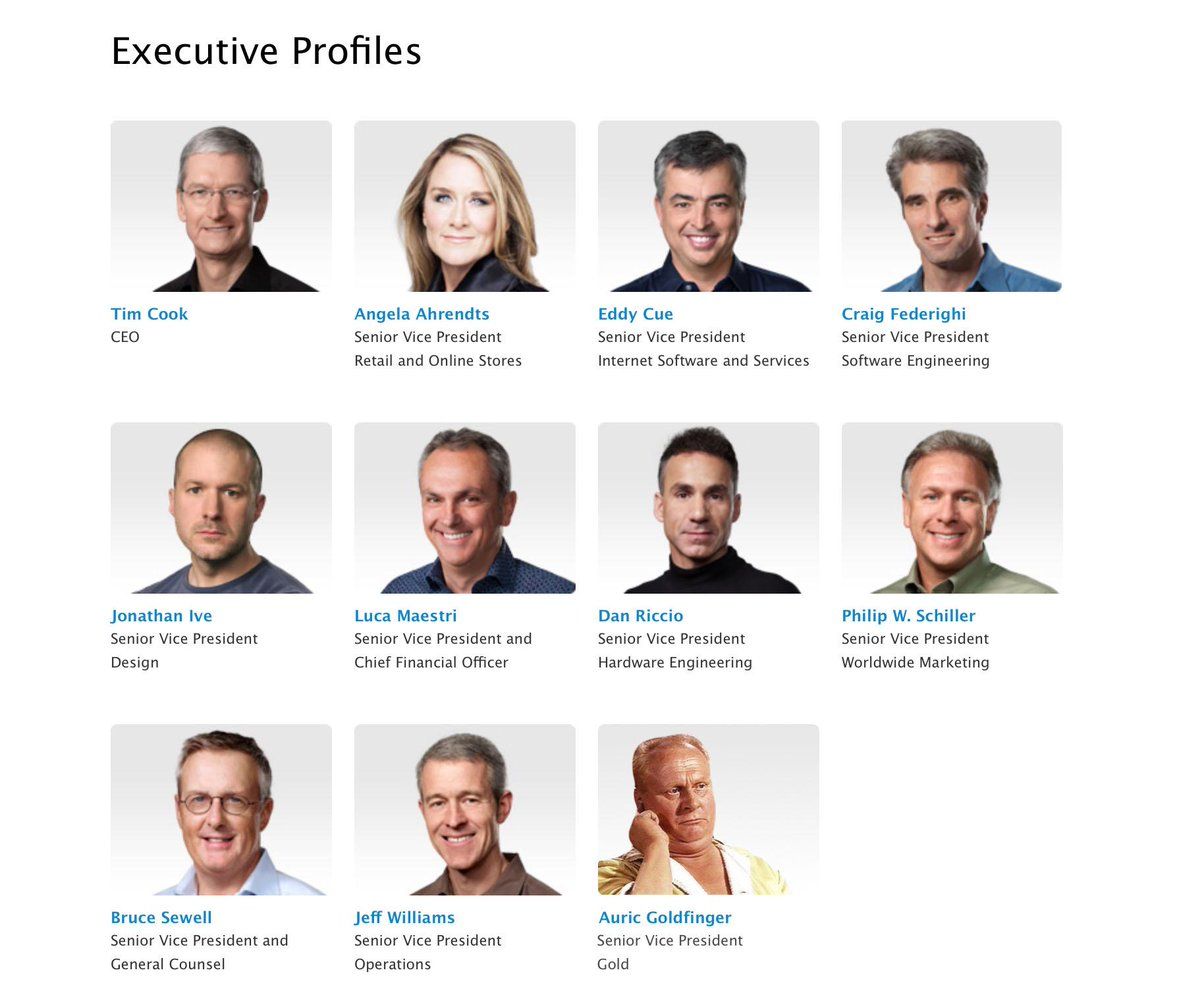 Executive Profiles
Tim Cook
CEO
Angela Ahrendts
Senior Vice President
Retail and Online Stores
Eddy Cue
Senior Vice President
Internet Software and Services
Craig Federighi
Senior Vice President
Software Engineering
Jonathan Ive
Senior Vice President
Design
Luca Maestri
Senior Vice President and
Chief Financial Officer
Dan Riccio
Senior Vice President
Hardware Engineering
Philip W. Schiller
Senior Vice President
Worldwide Marketing
Bruce Sewell
Senior Vice President and
General Counsel
Jeff Williams
Senior Vice President
Operations
Auric Goldfinger
Senior Vice President
Gold